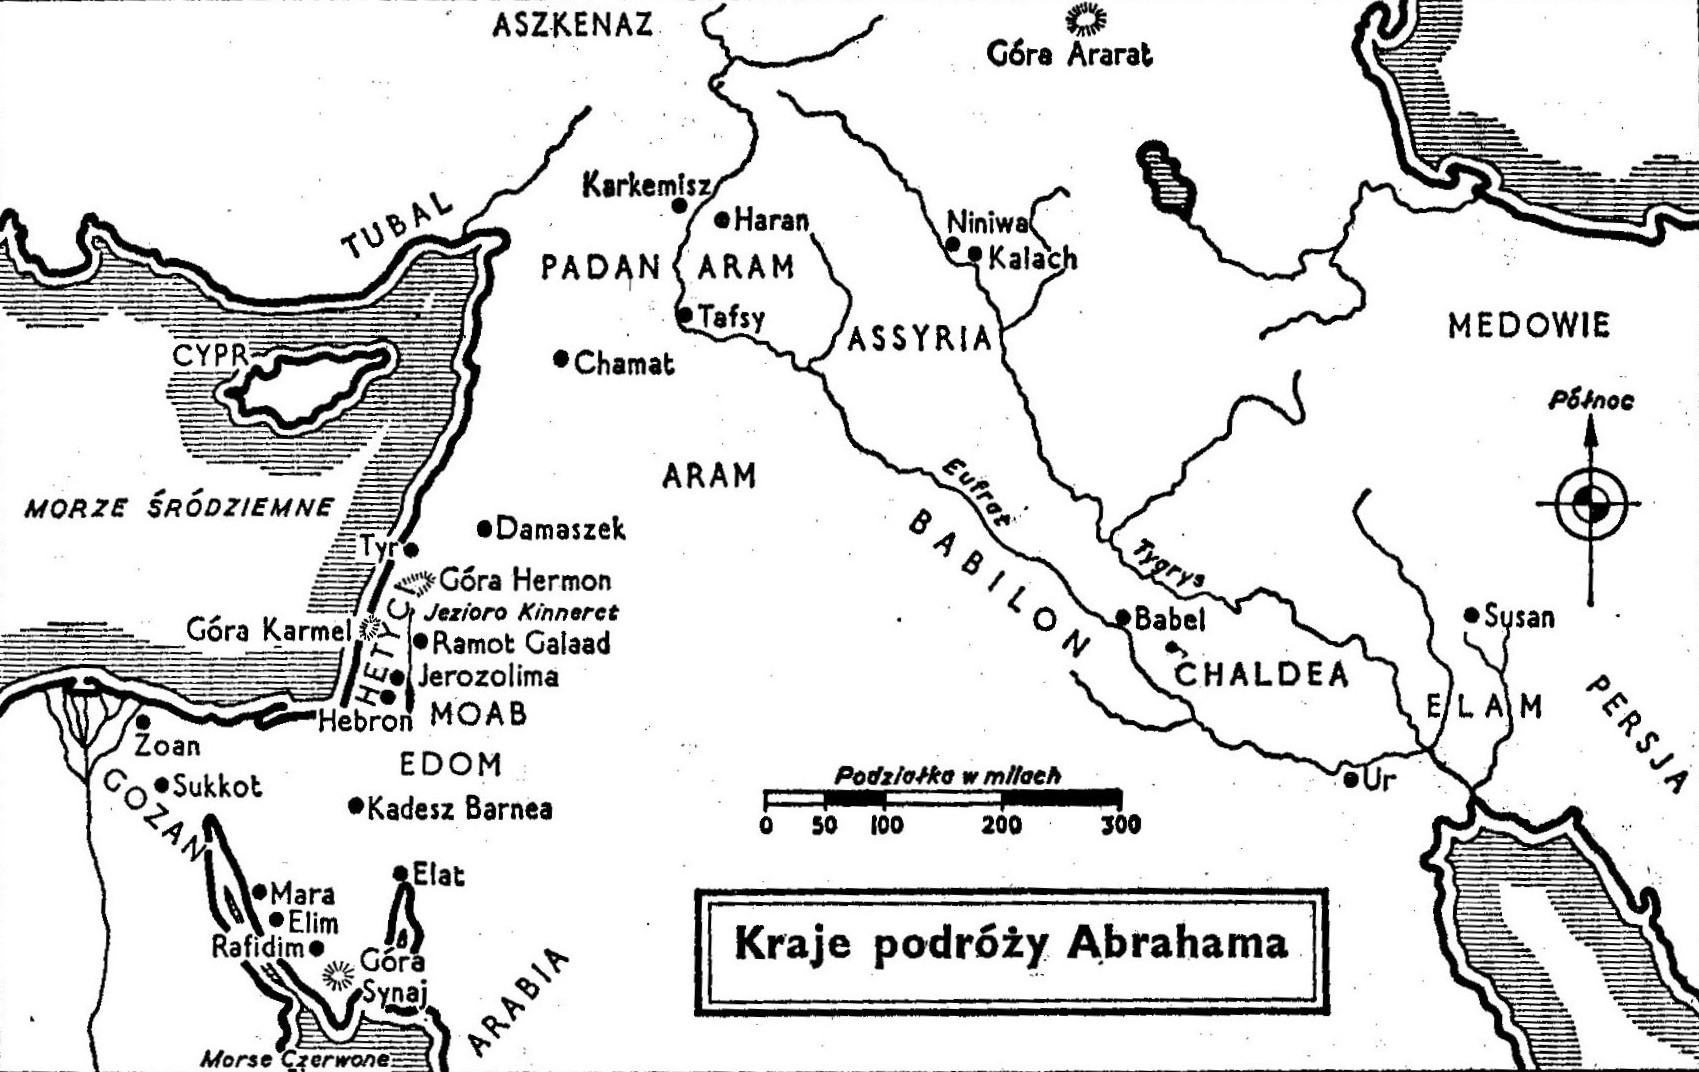 ASZKENAZ
Góra Ararat
TUBAL
Karkemisz
Haran
Niniwa
Kalach
PADAN ARAM
Tafsy
ASSYRIA
MEDOWIE
CYPR
Chamat
Północ
ARAM
MORZE ŚRÓDZIEMNE
Eufrat
BABILON
Damaszek
Tyr
Tygrys
Góra Hermon
Jezioro Kinneret
Góra Karmel
HETYCI
Ramot Galaad
Babel
Susan
Jerozolima
CHALDEA
Hebron
MOAB
ELAM
PERSJA
Zoan
EDOM
GOZAN
Sukkot
Kadesz Barnea
Podziałka w milach
0 50 100 200 300
Ur
Elat
Mara
Elim
Rafidim
Góra
Synaj
ARABIA
Morse Czerwone
Kraje podróży Abrahama